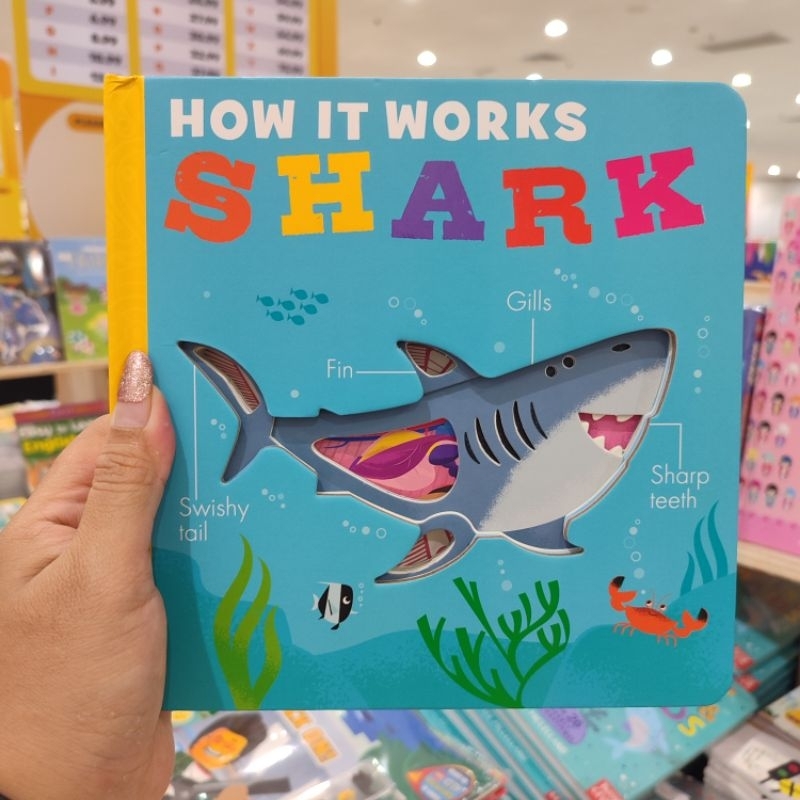 HOW IT WORKS
SHARK
Gills
Fin
Sharp
teeth
Swishy
tail